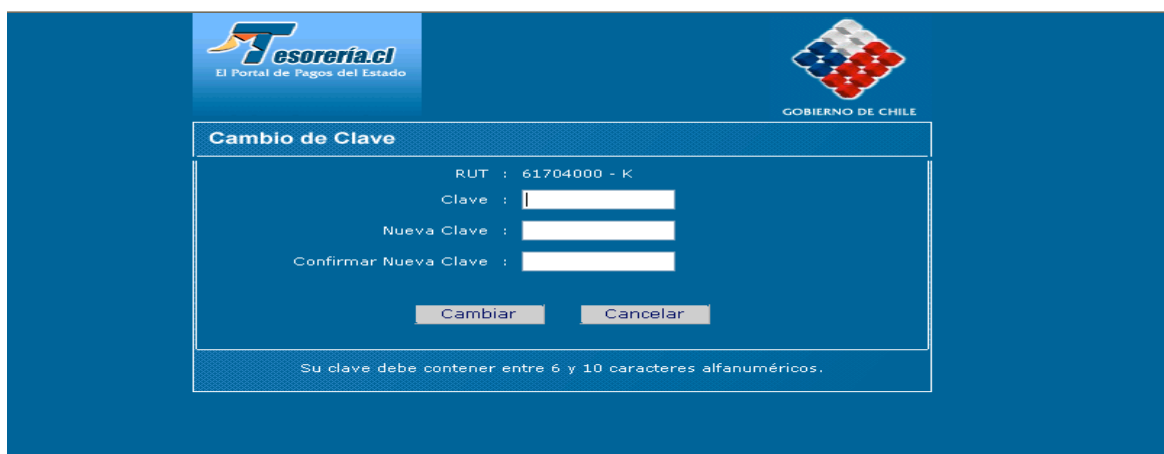 Tesorería.cl
El Portal de Pagos del Estado
GOBIERNO DE CHILE
Cambio de Clave
RUT : 61704000 - K
Clave :
Nueva Clave :
Confirmar Nueva Clave :
Cambiar Cancelar
Su clave debe contener entre 6 y 10 caracteres alfanuméricos.